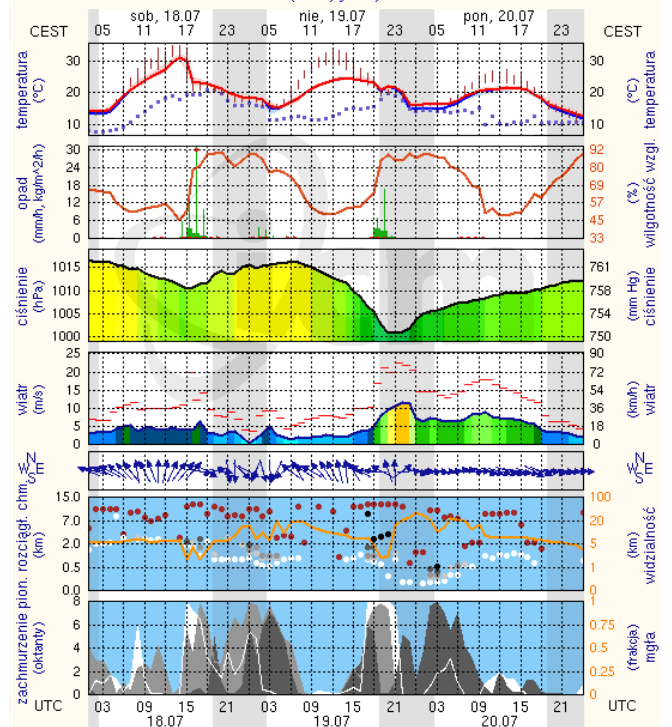 sob, 18.07 nie, 19.07 pon, 20.07
CEST 05 11 17 23 05 11 17 23 05 11 17 23 CEST
temperatura (°C) 30 20 10 30 20 10 temperatura (°C)
opad (mm/h, kg/m^2/h) 30 24 18 12 6 0 92 80 69 57 45 33 wilgotność wzgl. (%)
ciśnienie (hPa) 1015 1010 1005 1000 761 758 754 750 (mm Hg) ciśnienie
wiatr (m/s) 25 20 15 10 5 0 90 72 54 36 18 0 (km/h) wiatr
N W E S N W E S
pion. rozciągł. chm. (km) 15.0 7.0 2.0 0.5 0.0 100 20 5 1 0 (km) widzialność
zachmurzenie (oktanty) 8 6 4 2 0 1 0.75 0.5 0.25 0 (frakcja) mgła
UTC 03 09 15 21 03 09 15 21 03 09 15 21 UTC
18.07 19.07 20.07